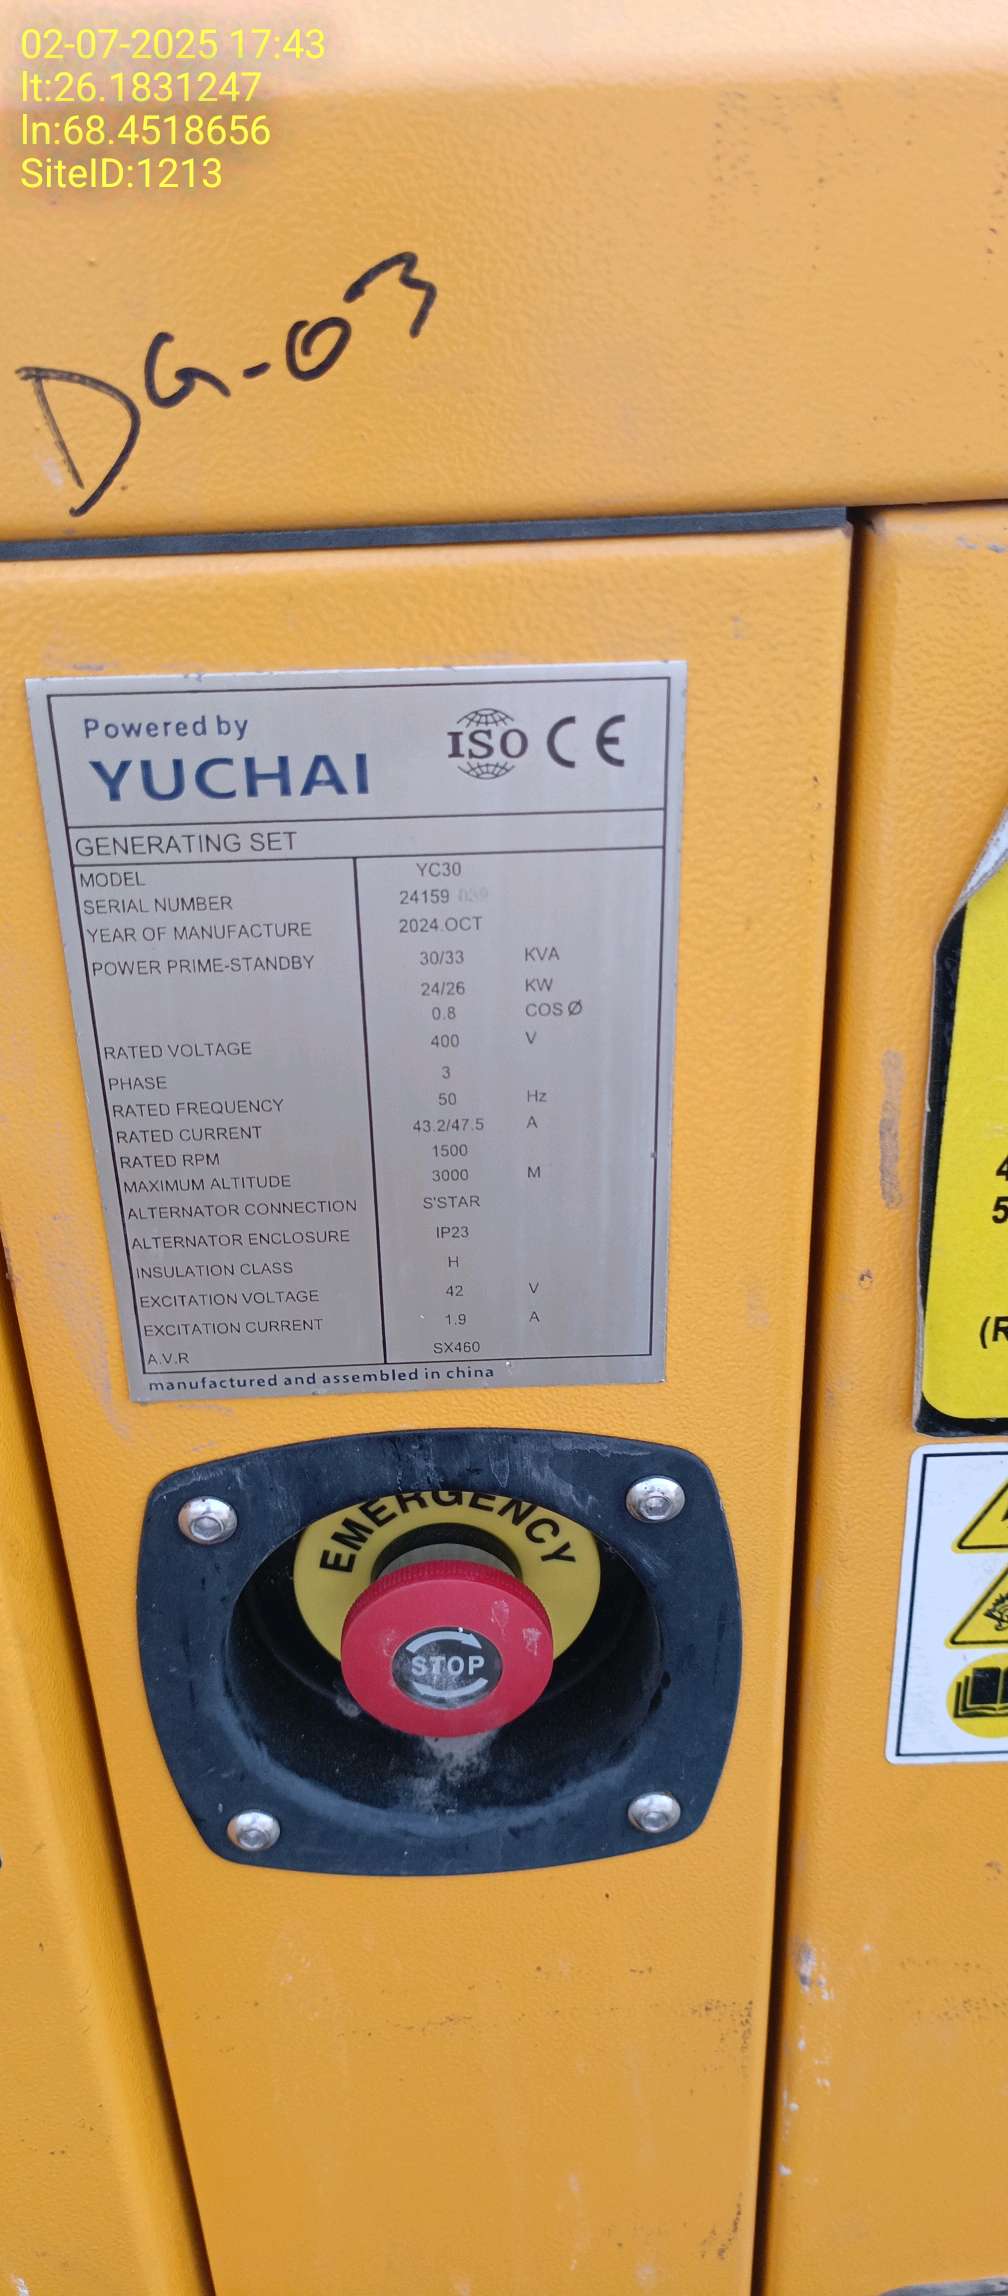 02-07-2025 17:43
lt:26.1831247
ln:68.4518656
SiteID:1213
DG-03
Powered by
YUCHAI
ISO CE
GENERATING SET
MODEL YC30
SERIAL NUMBER 24159
YEAR OF MANUFACTURE 2024.OCT
POWER PRIME-STANDBY 30/33 KVA
24/26 KW
0.8 COS Ø
RATED VOLTAGE 400 V
PHASE 3
RATED FREQUENCY 50 Hz
RATED CURRENT 43.2/47.5 A
RATED RPM 1500
MAXIMUM ALTITUDE 3000 M
ALTERNATOR CONNECTION S'STAR
ALTERNATOR ENCLOSURE IP23
INSULATION CLASS H
EXCITATION VOLTAGE 42 V
EXCITATION CURRENT 1.9 A
A.V.R SX460
manufactured and assembled in china
EMERGENCY
STOP
4
5
(R